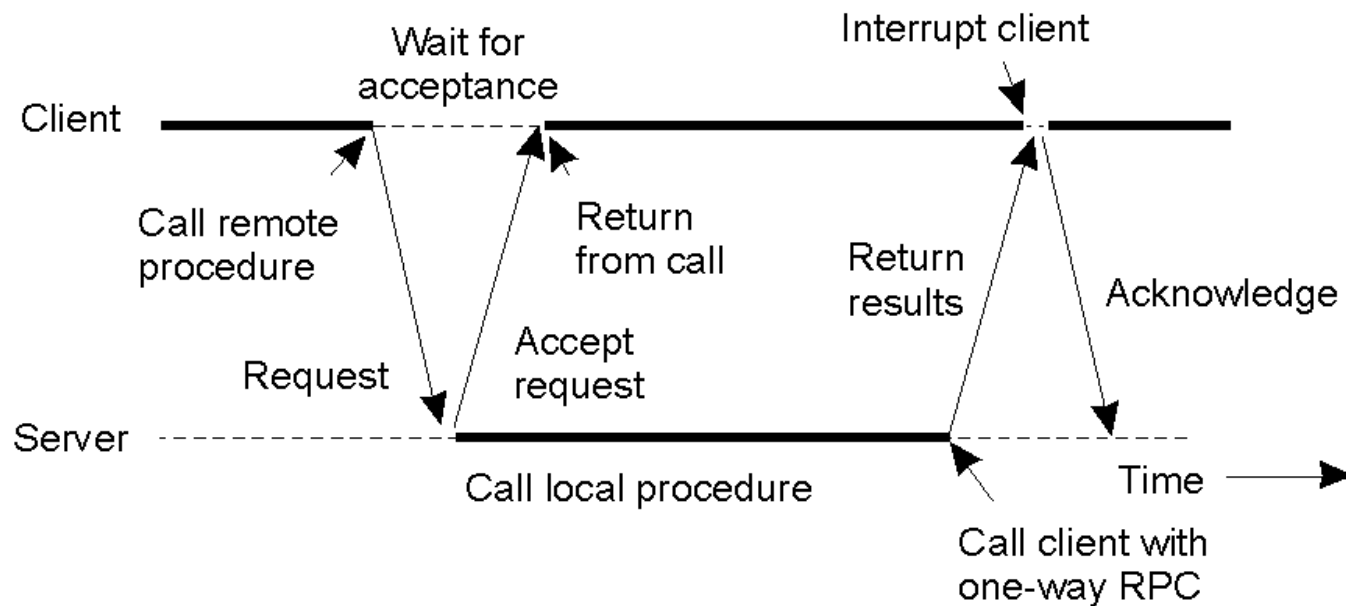 Interrupt client
Wait for
acceptance
Client
Call remote
procedure
Return
from call
Return
results
Acknowledge
Accept
request
Request
Server
Call local procedure
Time
Call client with
one-way RPC